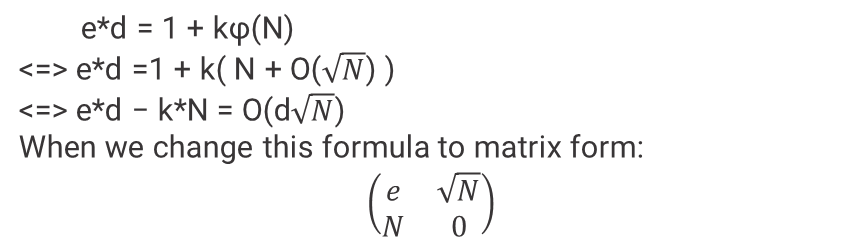 e*d = 1 + kφ(N)
<=> e*d =1 + k( N + O(√N) )
<=> e*d − k*N = O(d√N)
When we change this formula to matrix form:
( e √N
N 0 )